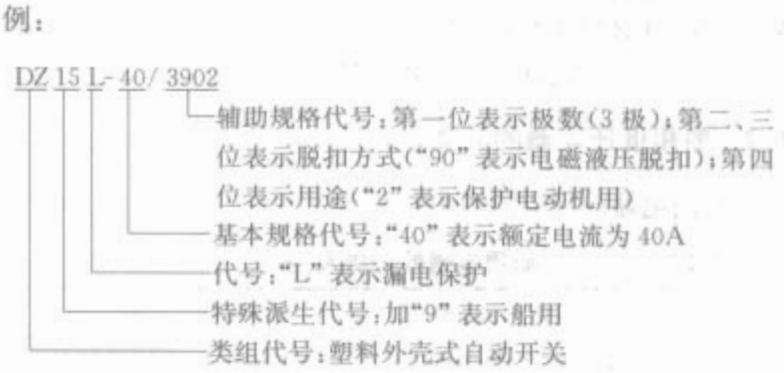 例：
DZ 15 L-40/ 3902
辅助规格代号；第一位表示极数（3 极）；第二、三
位表示脱扣方式（“90”表示电磁液压脱扣）；第四
位表示用途（“2”表示保护电动机用）
基本规格代号；“40”表示额定电流为 40A
代号；“L”表示漏电保护
特殊派生代号；加“9”表示船用
类组代号；塑料外壳式自动开关